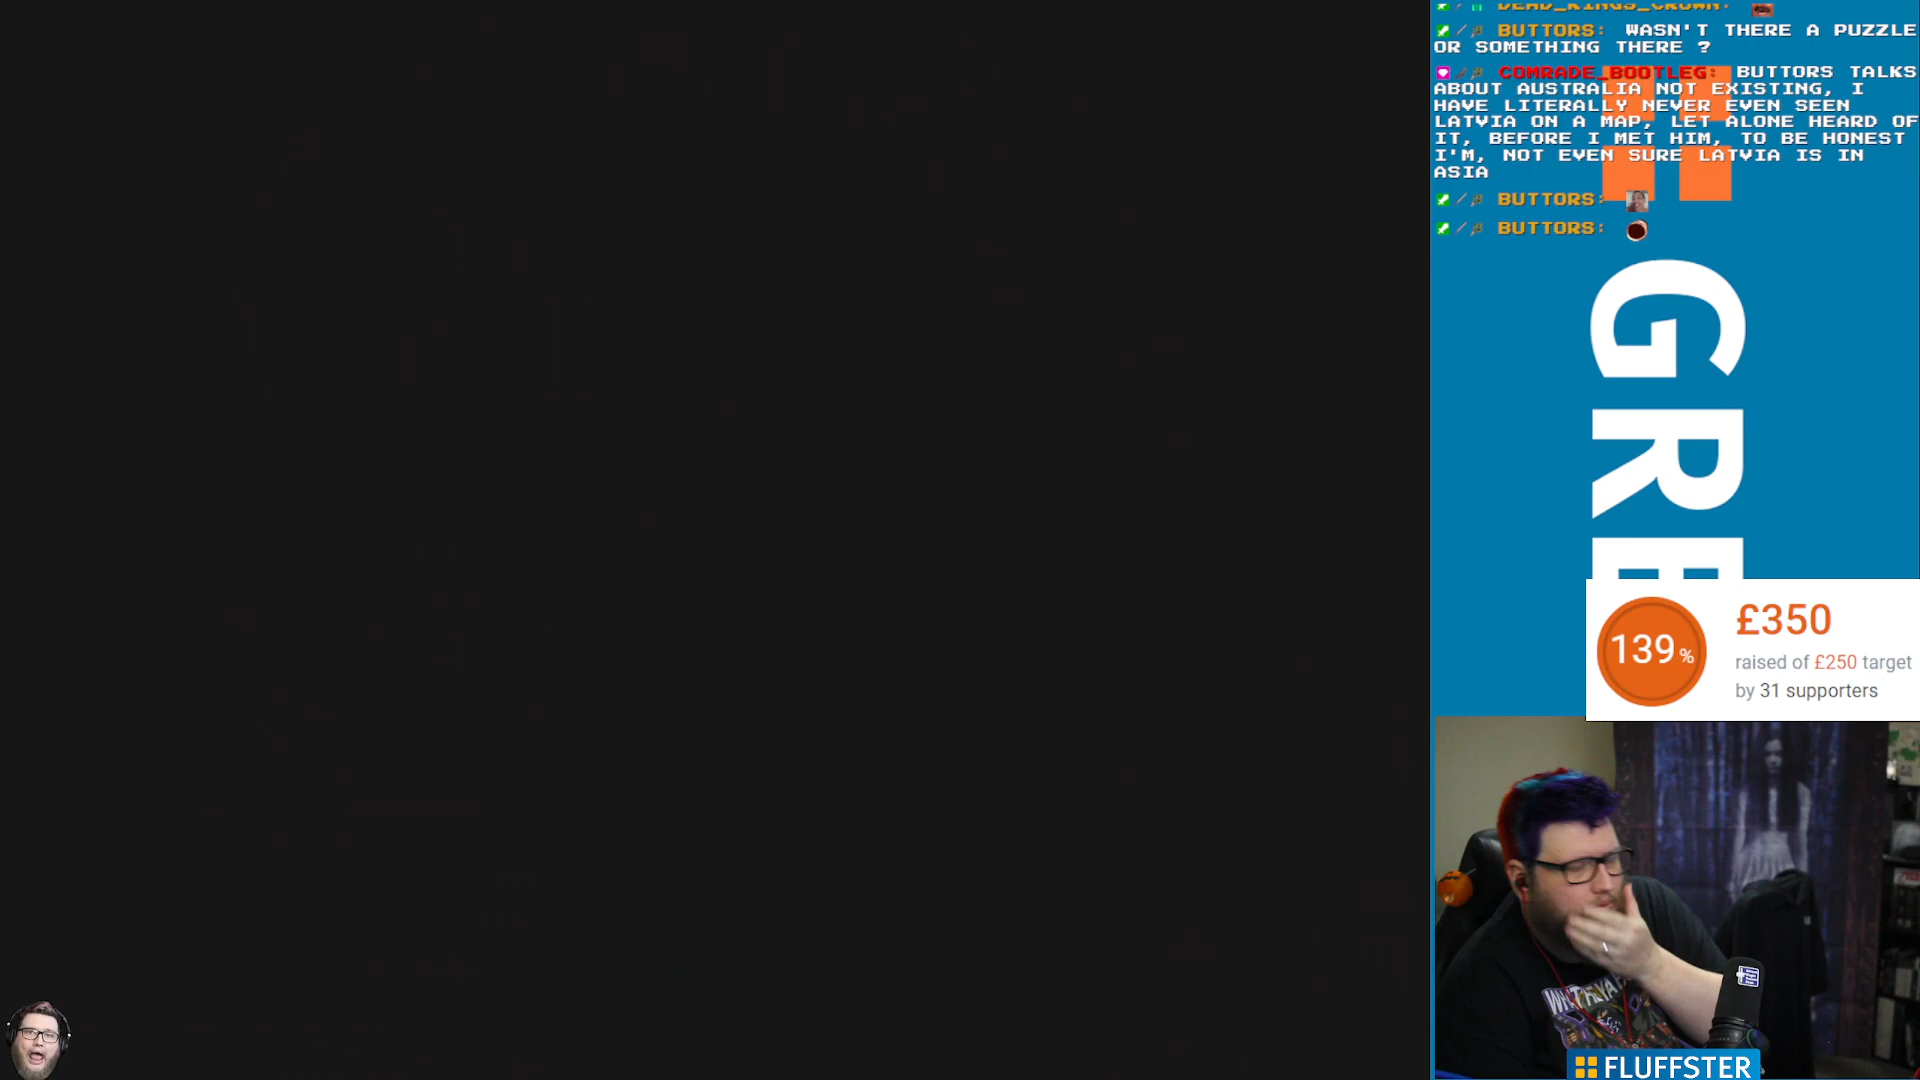 DEAD_KINGS_CROWN:
BUTTORS: WASN'T THERE A PUZZLE
OR SOMETHING THERE ?
COMRADE_BOOTLEG: BUTTORS TALKS
ABOUT AUSTRALIA NOT EXISTING, I
HAVE LITERALLY NEVER EVEN SEEN
LATVIA ON A MAP, LET ALONE HEARD OF
IT, BEFORE I MET HIM, TO BE HONEST
I'M, NOT EVEN SURE LATVIA IS IN
ASIA
BUTTORS:
BUTTORS:
GRE
139%
£350
raised of £250 target
by 31 supporters
FLUFFSTER